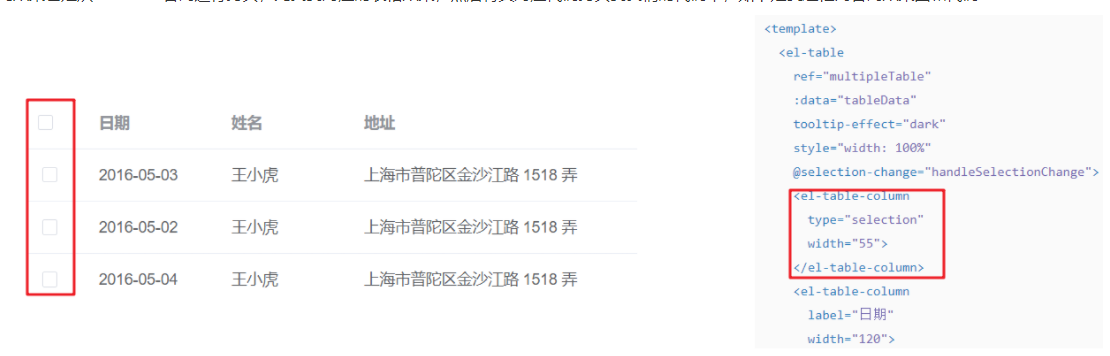 日期 姓名 地址
2016-05-03 王小虎 上海市普陀区金沙江路 1518 弄
2016-05-02 王小虎 上海市普陀区金沙江路 1518 弄
2016-05-04 王小虎 上海市普陀区金沙江路 1518 弄
<template>
<el-table
ref="multipleTable"
:data="tableData"
tooltip-effect="dark"
style="width: 100%"
@selection-change="handleSelectionChange">
<el-table-column
type="selection"
width="55">
</el-table-column>
<el-table-column
label="日期"
width="120">